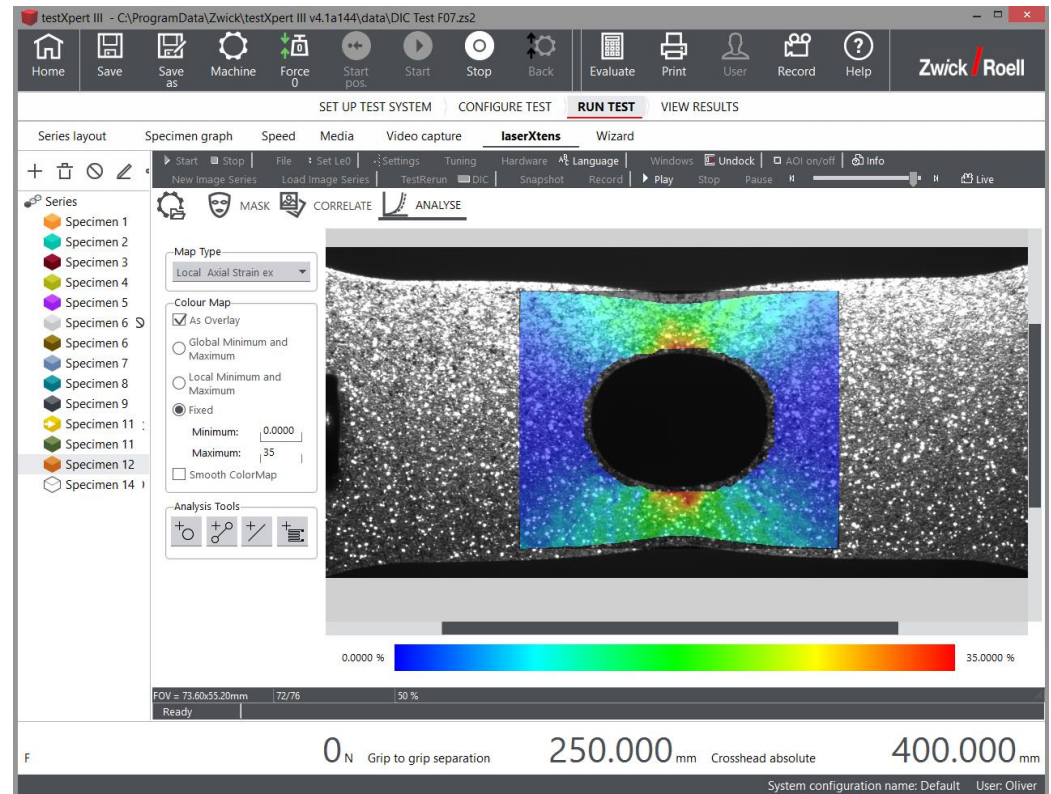 testXpert III - C:\ProgramData\Zwick\testXpert III v4.1a144\data\DIC Test F07.zs2
Home Save Save as Machine Force 0 Start pos. Start Stop Back Evaluate Print User Record Help Zwick / Roell
SET UP TEST SYSTEM CONFIGURE TEST RUN TEST VIEW RESULTS
Series layout Specimen graph Speed Media Video capture laserXtens Wizard
Start Stop File Set Le0 Settings Tuning Hardware Language Windows Undock AOI on/off Info
New Image Series Load Image Series TestRerun DIC Snapshot Record Play Stop Pause Live
MASK CORRELATE ANALYSE
Series
Specimen 1
Specimen 2
Specimen 3
Specimen 4
Specimen 5
Specimen 6
Specimen 6
Specimen 7
Specimen 8
Specimen 9
Specimen 11
Specimen 11
Specimen 12
Specimen 14
Map Type
Local Axial Strain ex
Colour Map
As Overlay
Global Minimum and
Maximum
Local Minimum and
Maximum
Fixed
Minimum: 0.0000
Maximum: 35
Smooth ColorMap
Analysis Tools
0.0000 % 35.0000 %
FOV = 73.60x55.20mm 72/76 50 %
Ready
F 0 N Grip to grip separation 250.000 mm Crosshead absolute 400.000 mm
System configuration name: Default User: Oliver